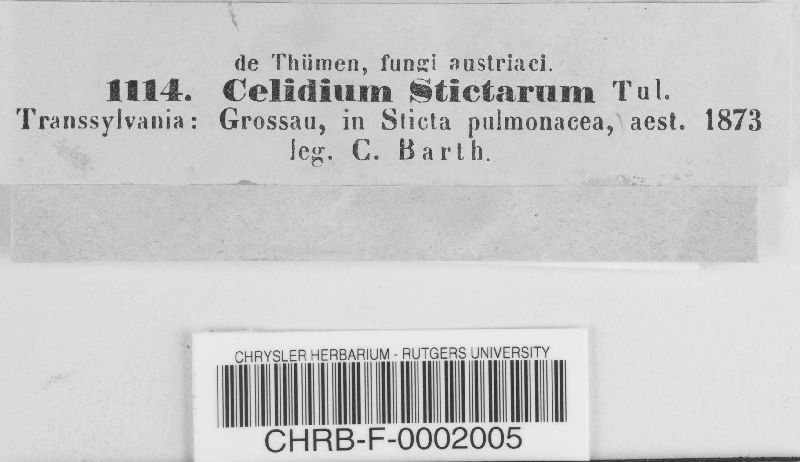 de Thümen, fungi austriaci.
1114. Celidium Stictarum Tul.
Transsylvania: Grossau, in Sticta pulmonacea, aest. 1873
leg. C. Barth.
CHRYSLER HERBARIUM - RUTGERS UNIVERSITY
CHRB-F-0002005